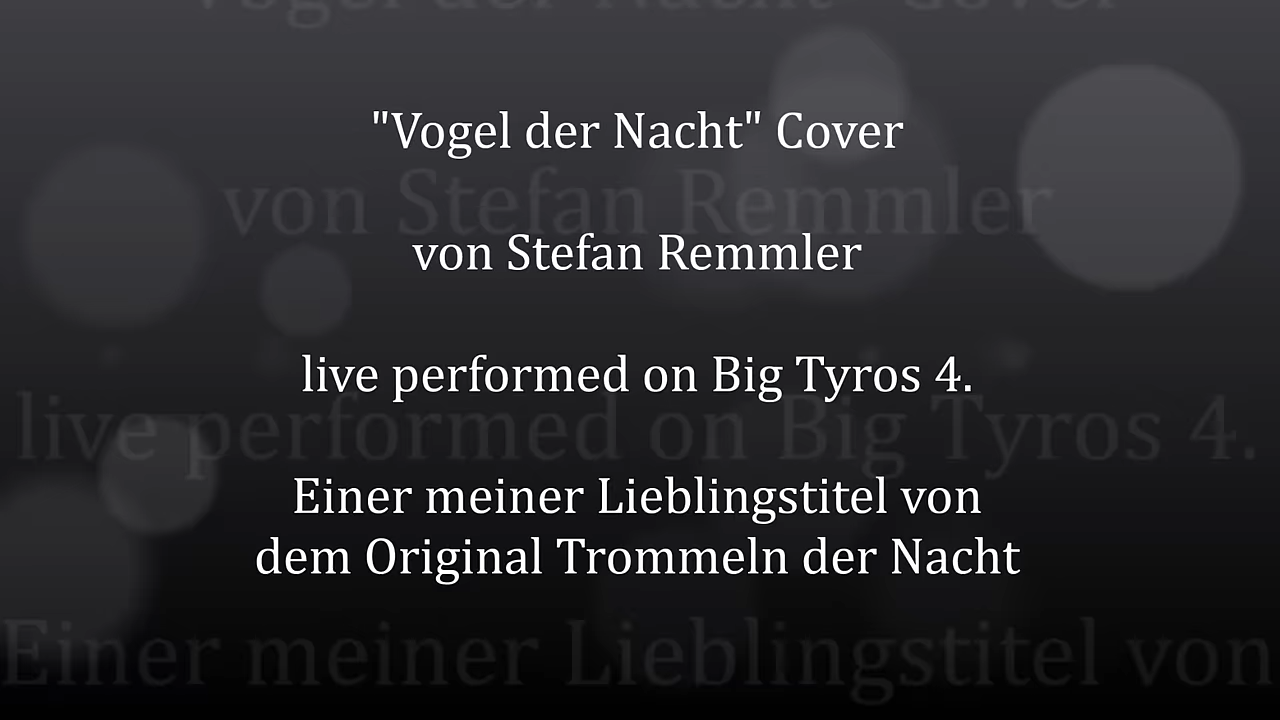 "Vogel der Nacht" Cover
von Stefan Remmler
live performed on Big Tyros 4.
Einer meiner Lieblingstitel von
dem Original Trommeln der Nacht